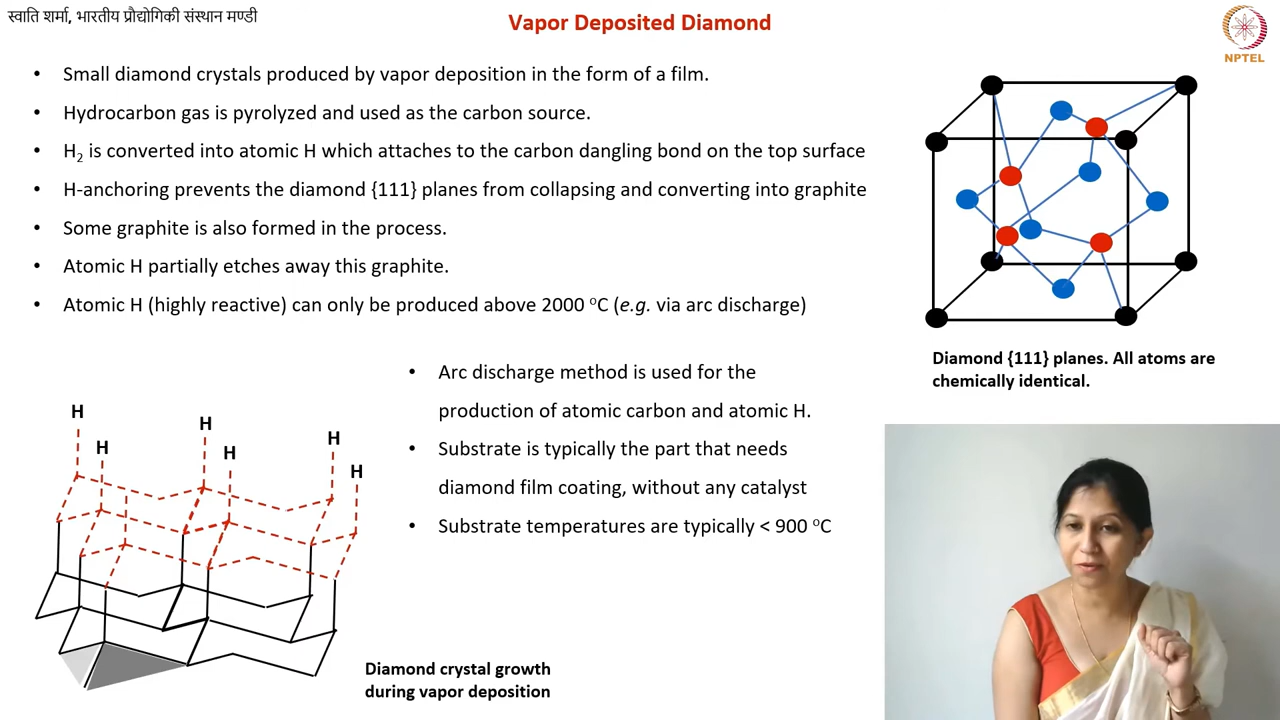 स्वाति शर्मा, भारतीय प्रौद्योगिकी संस्थान मण्डी
Vapor Deposited Diamond
NPTEL
• Small diamond crystals produced by vapor deposition in the form of a film.
• Hydrocarbon gas is pyrolyzed and used as the carbon source.
• H₂ is converted into atomic H which attaches to the carbon dangling bond on the top surface
• H-anchoring prevents the diamond {111} planes from collapsing and converting into graphite
• Some graphite is also formed in the process.
• Atomic H partially etches away this graphite.
• Atomic H (highly reactive) can only be produced above 2000 ºC (e.g. via arc discharge)
Diamond {111} planes. All atoms are
chemically identical.
• Arc discharge method is used for the
production of atomic carbon and atomic H.
• Substrate is typically the part that needs
diamond film coating, without any catalyst
• Substrate temperatures are typically < 900 ºC
H H H H H H
Diamond crystal growth
during vapor deposition